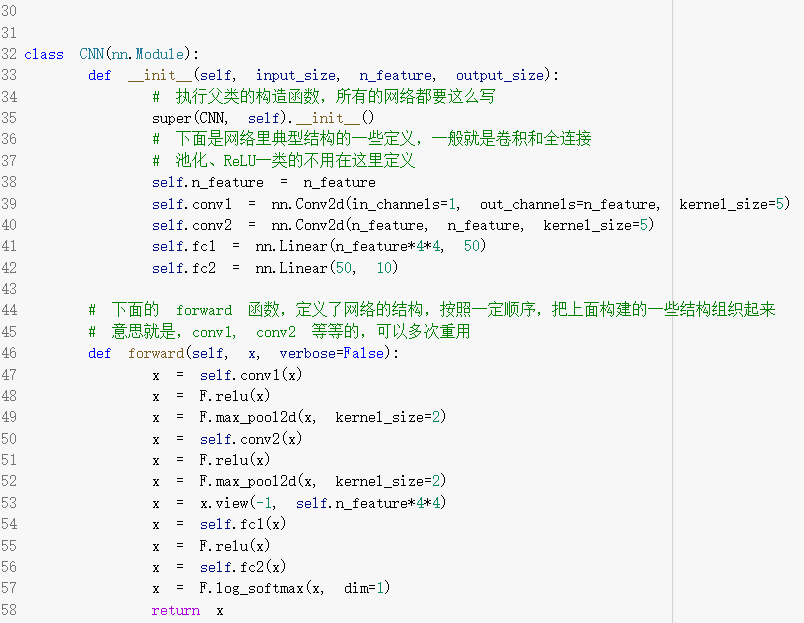 30
31
32 class CNN(nn.Module):
33 def __init__(self, input_size, n_feature, output_size):
34 # 执行父类的构造函数，所有的网络都要这么写
35 super(CNN, self).__init__()
36 # 下面是网络里典型结构的一些定义，一般就是卷积和全连接
37 # 池化、ReLU一类的不用在这里定义
38 self.n_feature = n_feature
39 self.conv1 = nn.Conv2d(in_channels=1, out_channels=n_feature, kernel_size=5)
40 self.conv2 = nn.Conv2d(n_feature, n_feature, kernel_size=5)
41 self.fc1 = nn.Linear(n_feature*4*4, 50)
42 self.fc2 = nn.Linear(50, 10)
43
44 # 下面的 forward 函数，定义了网络的结构，按照一定顺序，把上面构建的一些结构组织起来
45 # 意思就是，conv1, conv2 等等的，可以多次重用
46 def forward(self, x, verbose=False):
47 x = self.conv1(x)
48 x = F.relu(x)
49 x = F.max_pool2d(x, kernel_size=2)
50 x = self.conv2(x)
51 x = F.relu(x)
52 x = F.max_pool2d(x, kernel_size=2)
53 x = x.view(-1, self.n_feature*4*4)
54 x = self.fc1(x)
55 x = F.relu(x)
56 x = self.fc2(x)
57 x = F.log_softmax(x, dim=1)
58 return x